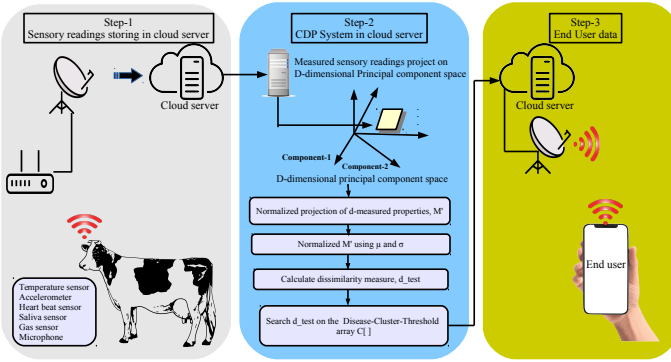 Step-1
Sensory readings storing in cloud server
Cloud server
Temperature sensor
Accelerometer
Heart beat sensor
Saliva sensor
Gas sensor
Microphone
Step-2
CDP System in cloud server
Measured sensory readings project on
D-dimensional Principal component space
Component-1
Component-2
D-dimensional principal component space
Normalized projection of d-measured properties, M'
Normalized M' using µ and σ
Calculate dissimilarity measure, d_test
Search d_test on the Disease-Cluster-Threshold
array C[ ]
Step-3
End User data
Cloud server
End user